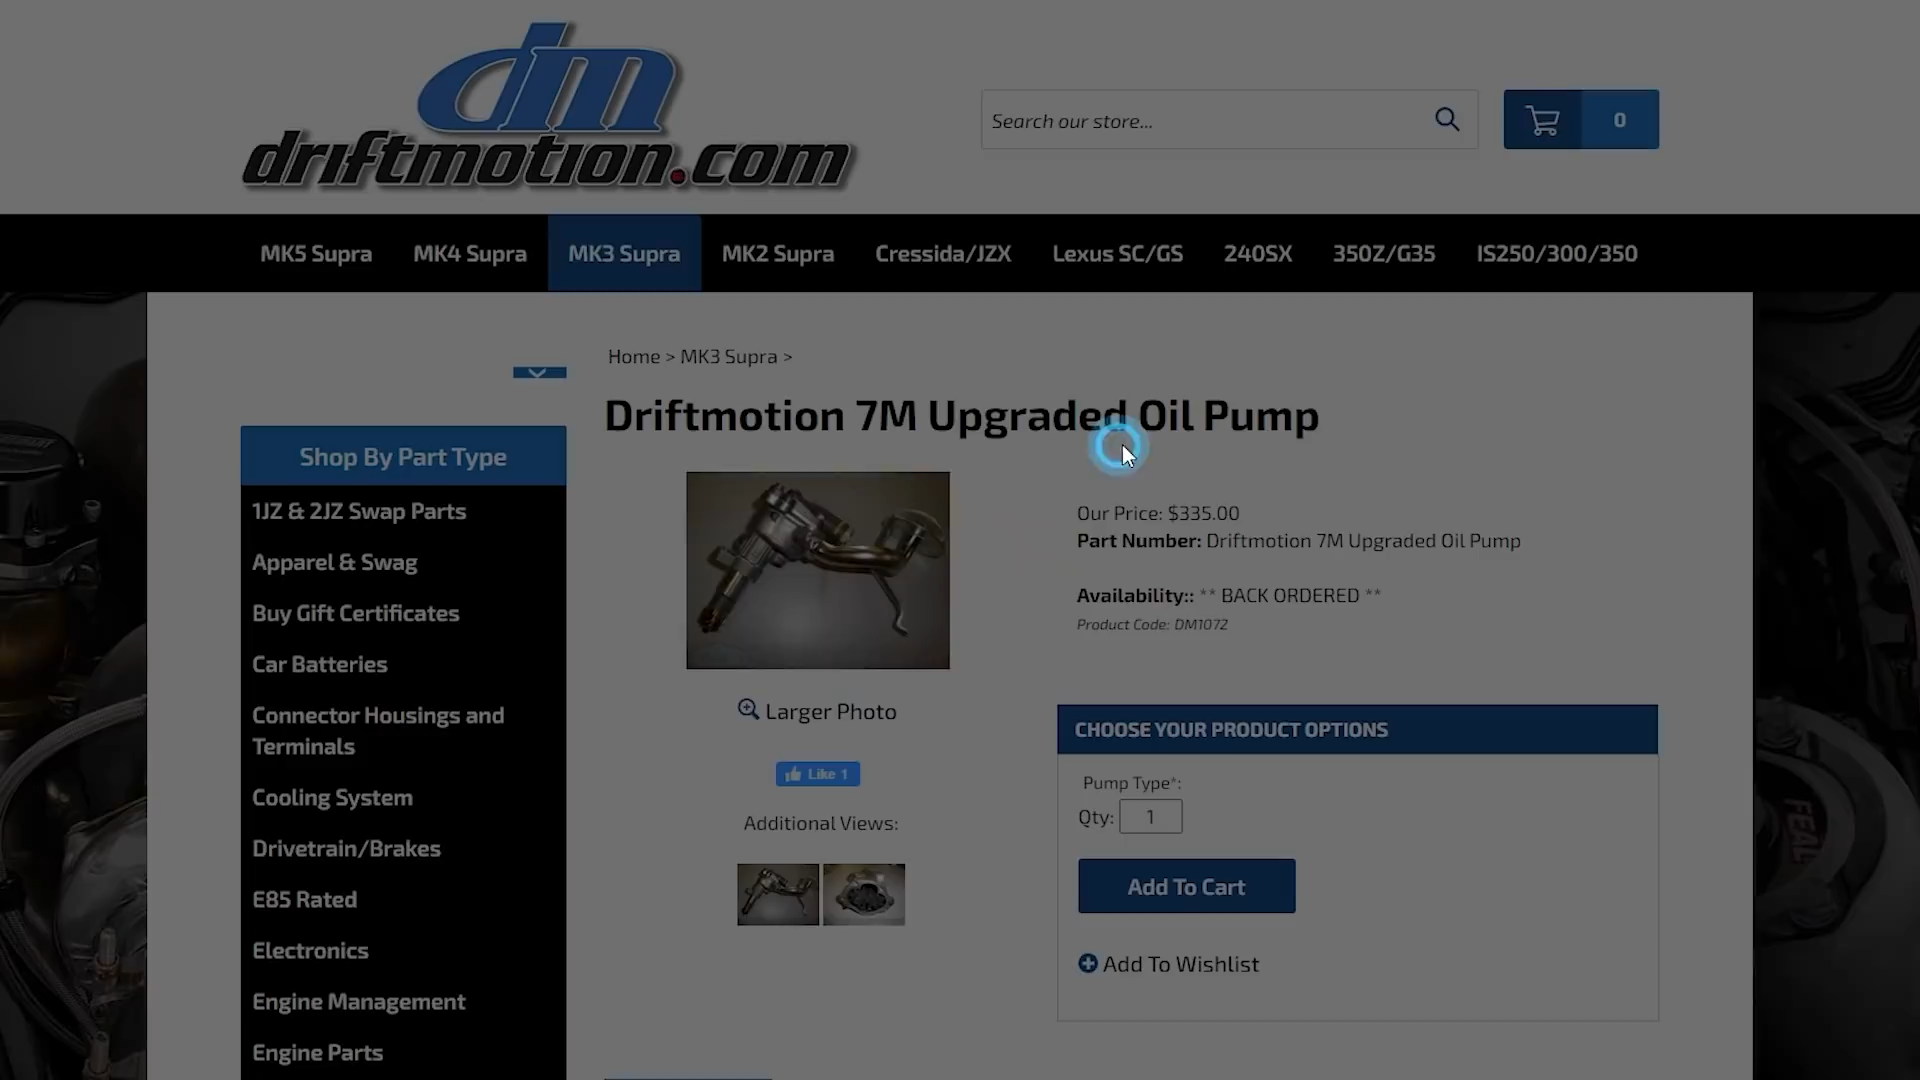 dm
driftmotion.com
Search our store...
0
MK5 Supra MK4 Supra MK3 Supra MK2 Supra Cressida/JZX Lexus SC/GS 240SX 350Z/G35 IS250/300/350
Home > MK3 Supra >
Driftmotion 7M Upgraded Oil Pump
Shop By Part Type
1JZ & 2JZ Swap Parts
Apparel & Swag
Buy Gift Certificates
Car Batteries
Connector Housings and
Terminals
Cooling System
Drivetrain/Brakes
E85 Rated
Electronics
Engine Management
Engine Parts
Larger Photo
Like 1
Additional Views:
Our Price: $335.00
Part Number: Driftmotion 7M Upgraded Oil Pump
Availability:: ** BACK ORDERED **
Product Code: DM1072
CHOOSE YOUR PRODUCT OPTIONS
Pump Type*:
Qty: 1
Add To Cart
Add To Wishlist
FEAL